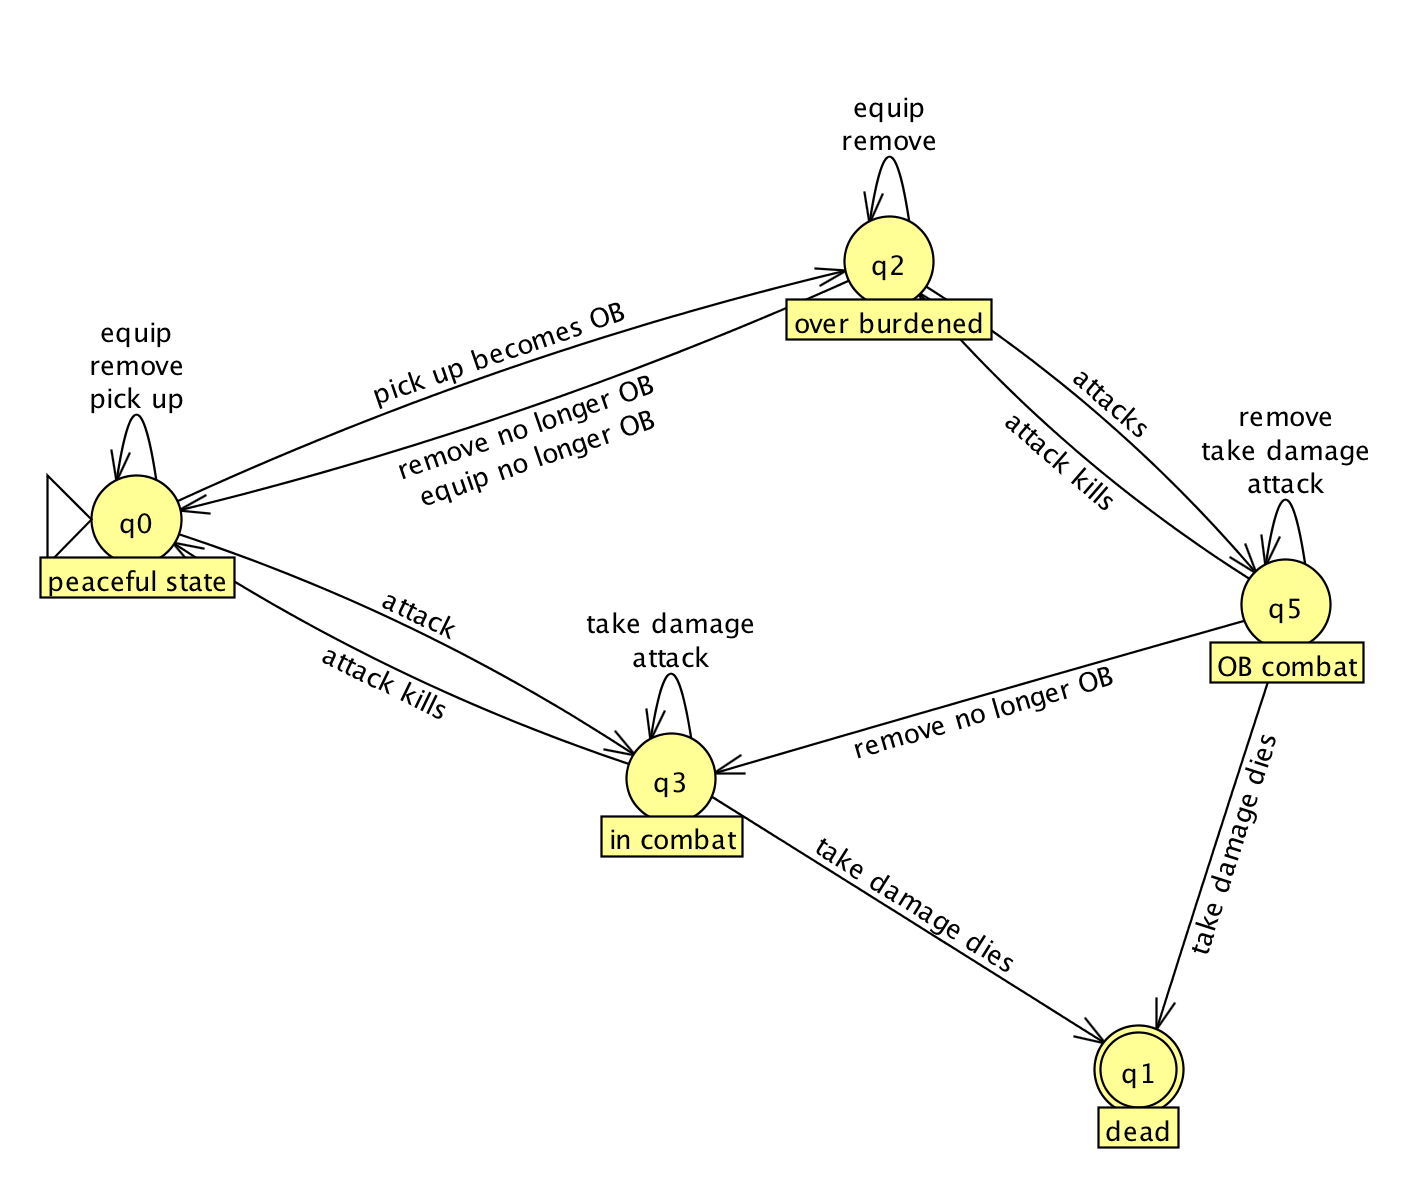 equip
remove
q2
over burdened
pick up becomes OB
remove no longer OB
equip no longer OB
equip
remove
pick up
q0
peaceful state
attacks
attack kills
remove
take damage
attack
q5
OB combat
attack
attack kills
take damage
attack
q3
in combat
remove no longer OB
take damage dies
take damage dies
q1
dead